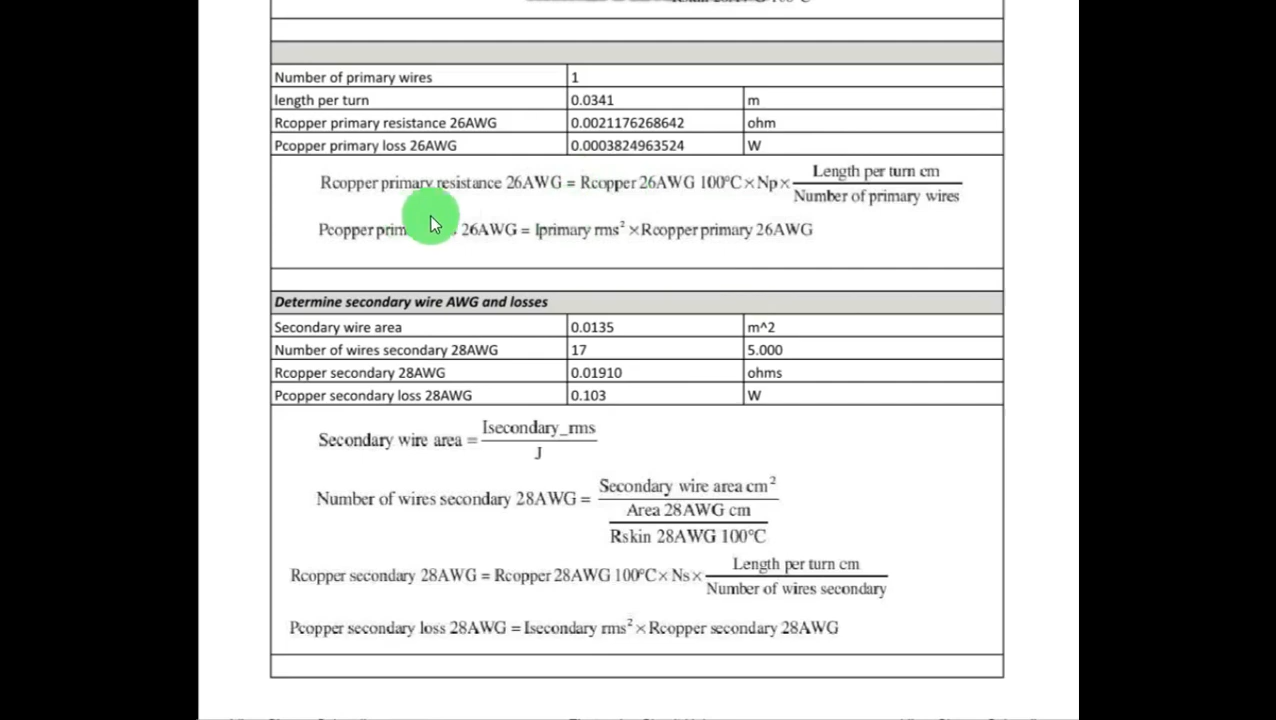 Number of primary wires 1
length per turn 0.0341 m
Rcopper primary resistance 26AWG 0.0021176268642 ohm
Pcopper primary loss 26AWG 0.0003824963524 W
Rcopper primary resistance 26AWG = Rcopper 26AWG 100°C×Np× Length per turn cm
Number of primary wires
Pcopper prim 26AWG = Iprimary rms² ×Rcopper primary 26AWG
Determine secondary wire AWG and losses
Secondary wire area 0.0135 m^2
Number of wires secondary 28AWG 17 5.000
Rcopper secondary 28AWG 0.01910 ohms
Pcopper secondary loss 28AWG 0.103 W
Secondary wire area = Isecondary_rms
J
Number of wires secondary 28AWG = Secondary wire area cm²
Area 28AWG cm
Rskin 28AWG 100°C
Rcopper secondary 28AWG = Rcopper 28AWG 100°C×Ns× Length per turn cm
Number of wires secondary
Pcopper secondary loss 28AWG =Isecondary rms² ×Rcopper secondary 28AWG